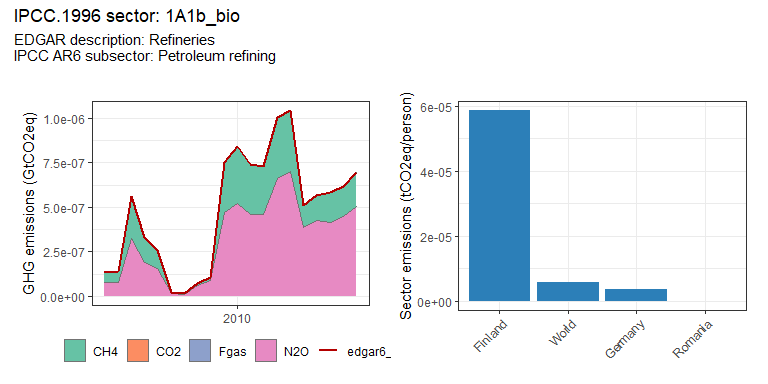 IPCC.1996 sector: 1A1b_bio
EDGAR description: Refineries
IPCC AR6 subsector: Petroleum refining
GHG emissions (GtCO2eq)
1.0e-06
7.5e-07
5.0e-07
2.5e-07
0.0e+00
2010
CH4 CO2 Fgas N2O edgar6_
Sector emissions (tCO2eq/person)
6e-05
4e-05
2e-05
0e+00
Finland World Germany Romania